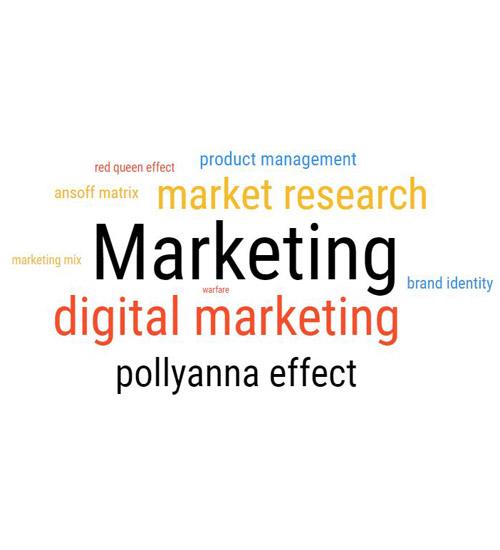 product management
red queen effect
ansoff matrix
market research
Marketing
marketing mix
brand identity
warfare
digital marketing
pollyanna effect